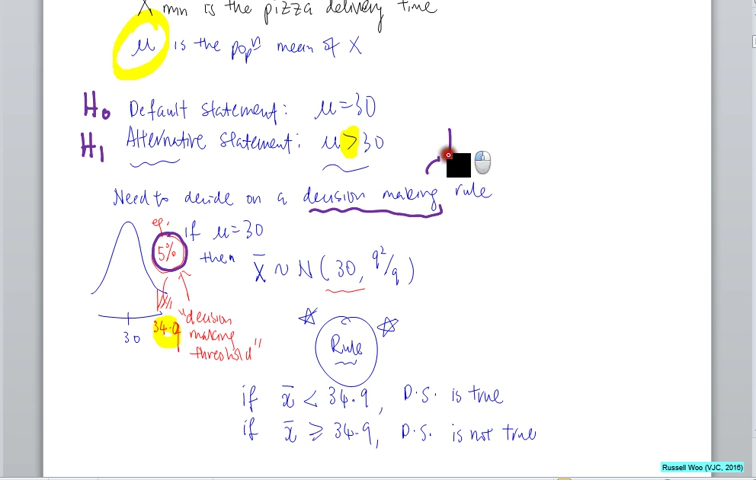 X mn is the pizza delivery time
μ is the popⁿ mean of X
H₀ Default statement: μ=30
H₁ Alternative statement: μ>30
Need to decide on a decision making rule
eg. if μ=30
5% then X̄ ~ N(30, 9²/9)
30 34.9 "decision
making
threshold"
Rule
if x̄ < 34.9, D.S. is true
if x̄ ≥ 34.9, D.S. is not true
Russell Woo (VJC, 2016)